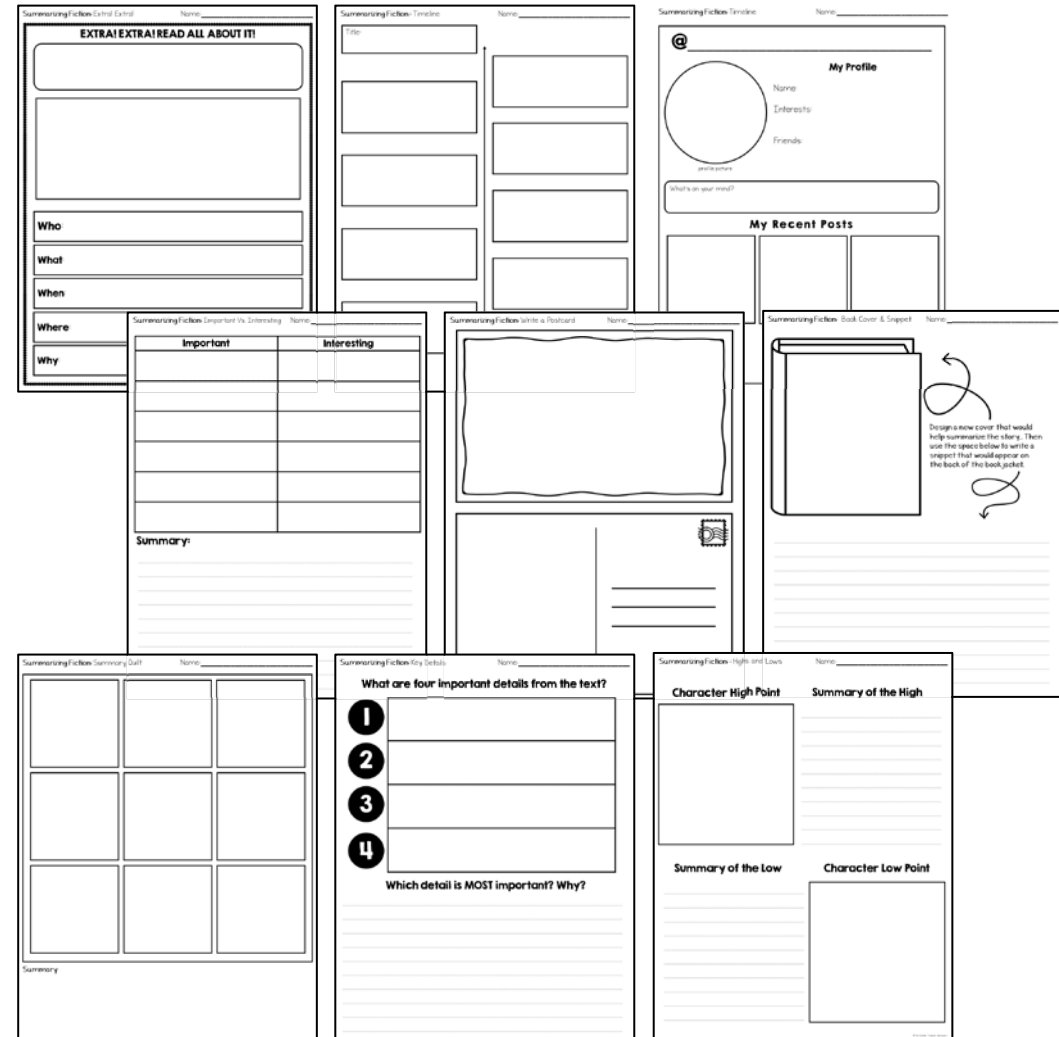 Summarizing Fiction- Extra! Extra! Name:
EXTRA! EXTRA! READ ALL ABOUT IT!
Who
What
When
Where
Why
Summarizing Fiction- Timeline Name:
Title:
Summarizing Fiction- Timeline Name:
@
My Profile
Name:
Interests:
Friends:
profile picture
What's on your mind?
My Recent Posts
Summarizing Fiction- Important Vs. Interesting Name:
Important Interesting
Summary:
Summarizing Fiction- Write a Postcard Name:
Summarizing Fiction- Book Cover & Snippet Name:
Design a new cover that would
help summarize the story. Then
use the space below to write a
snippet that would appear on
the back of the book jacket.
Summarizing Fiction- Summary Quilt Name:
Summary
Summarizing Fiction- Key Details Name:
What are four important details from the text?
1
2
3
4
Which detail is MOST important? Why?
Summarizing Fiction- Highs and Lows Name:
Character High Point Summary of the High
Summary of the Low Character Low Point